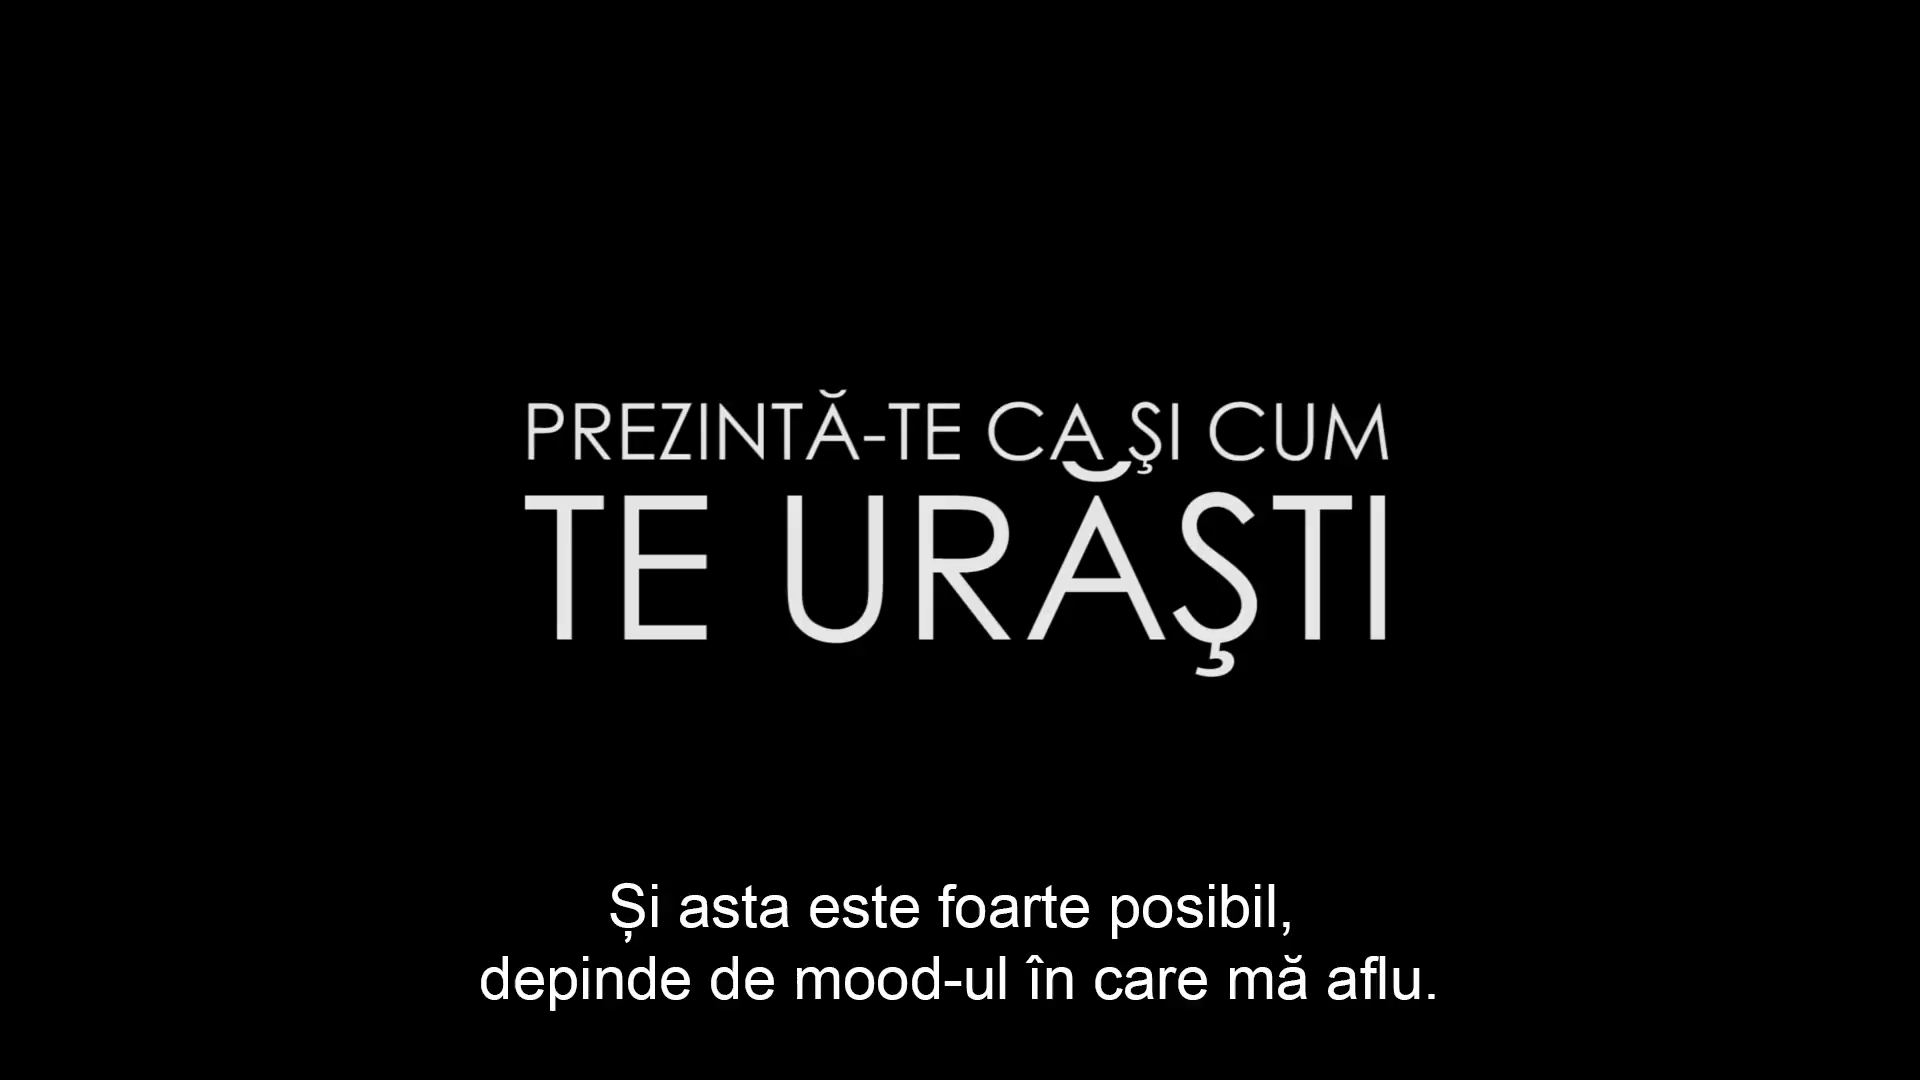 PREZINTĂ-TE CA ŞI CUM
TE URĂŞTI
Și asta este foarte posibil,
depinde de mood-ul în care mă aflu.